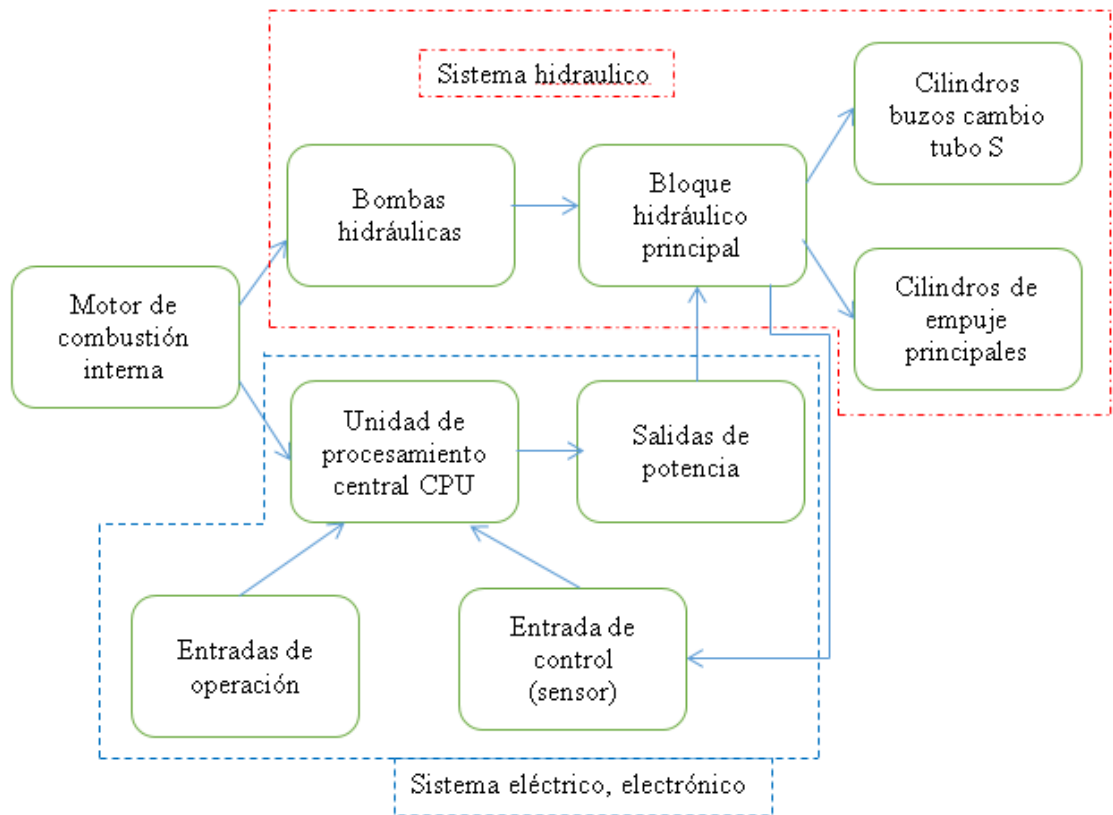 Sistema hidraulico
Cilindros
buzos cambio
tubo S
Bombas
hidráulicas
Bloque
hidráulico
principal
Motor de
combustión
interna
Cilindros de
empuje
principales
Unidad de
procesamiento
central CPU
Salidas de
potencia
Entradas de
operación
Entrada de
control
(sensor)
Sistema eléctrico, electrónico